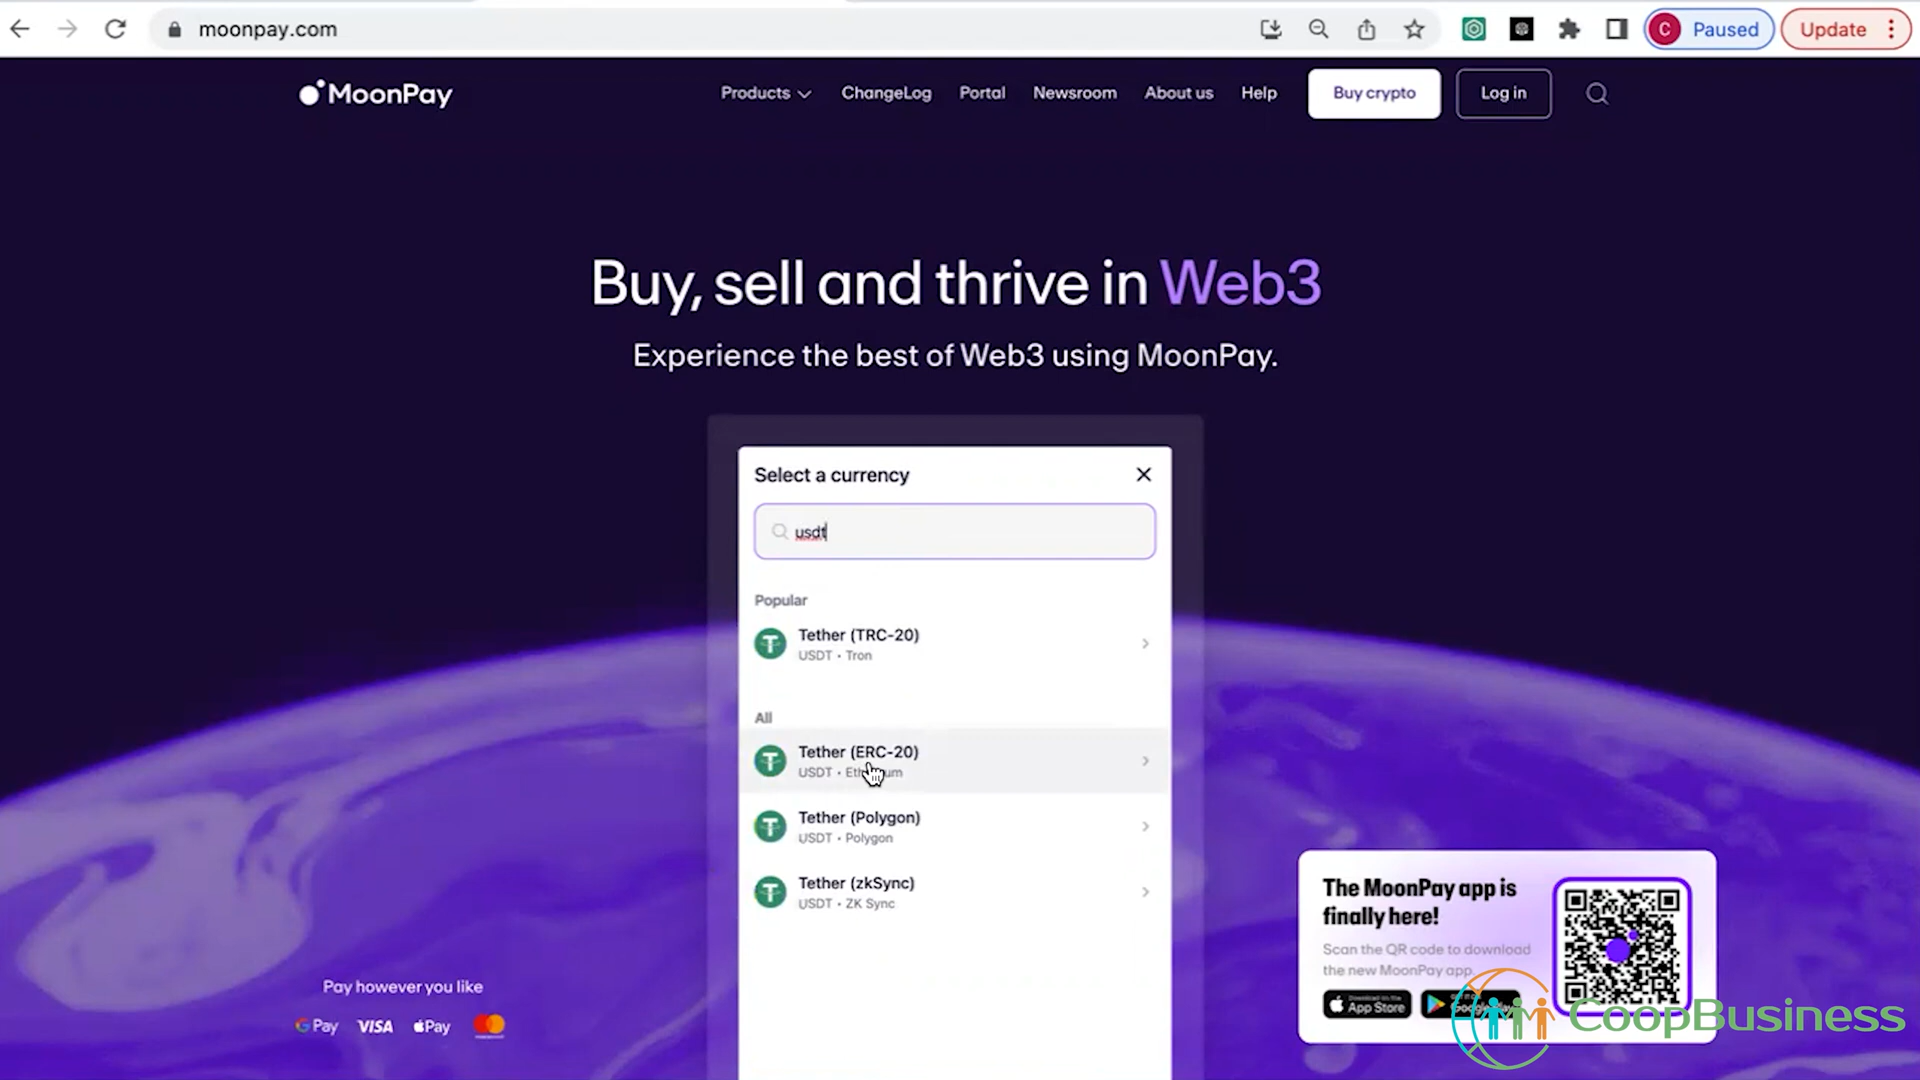 moonpay.com
C
Paused
Update
MoonPay
Products
ChangeLog
Portal
Newsroom
About us
Help
Buy crypto
Log in
Buy, sell and thrive in Web3
Experience the best of Web3 using MoonPay.
Select a currency
usdt
Popular
Tether (TRC-20)
USDT • Tron
All
Tether (ERC-20)
USDT •
Tether (Polygon)
USDT • Polygon
Tether (zkSync)
USDT • ZK Sync
Pay however you like
G Pay
VISA
Pay
The MoonPay app is
finally here!
Scan the QR code to download
the new MoonPay app.
App Store
CoopBusiness